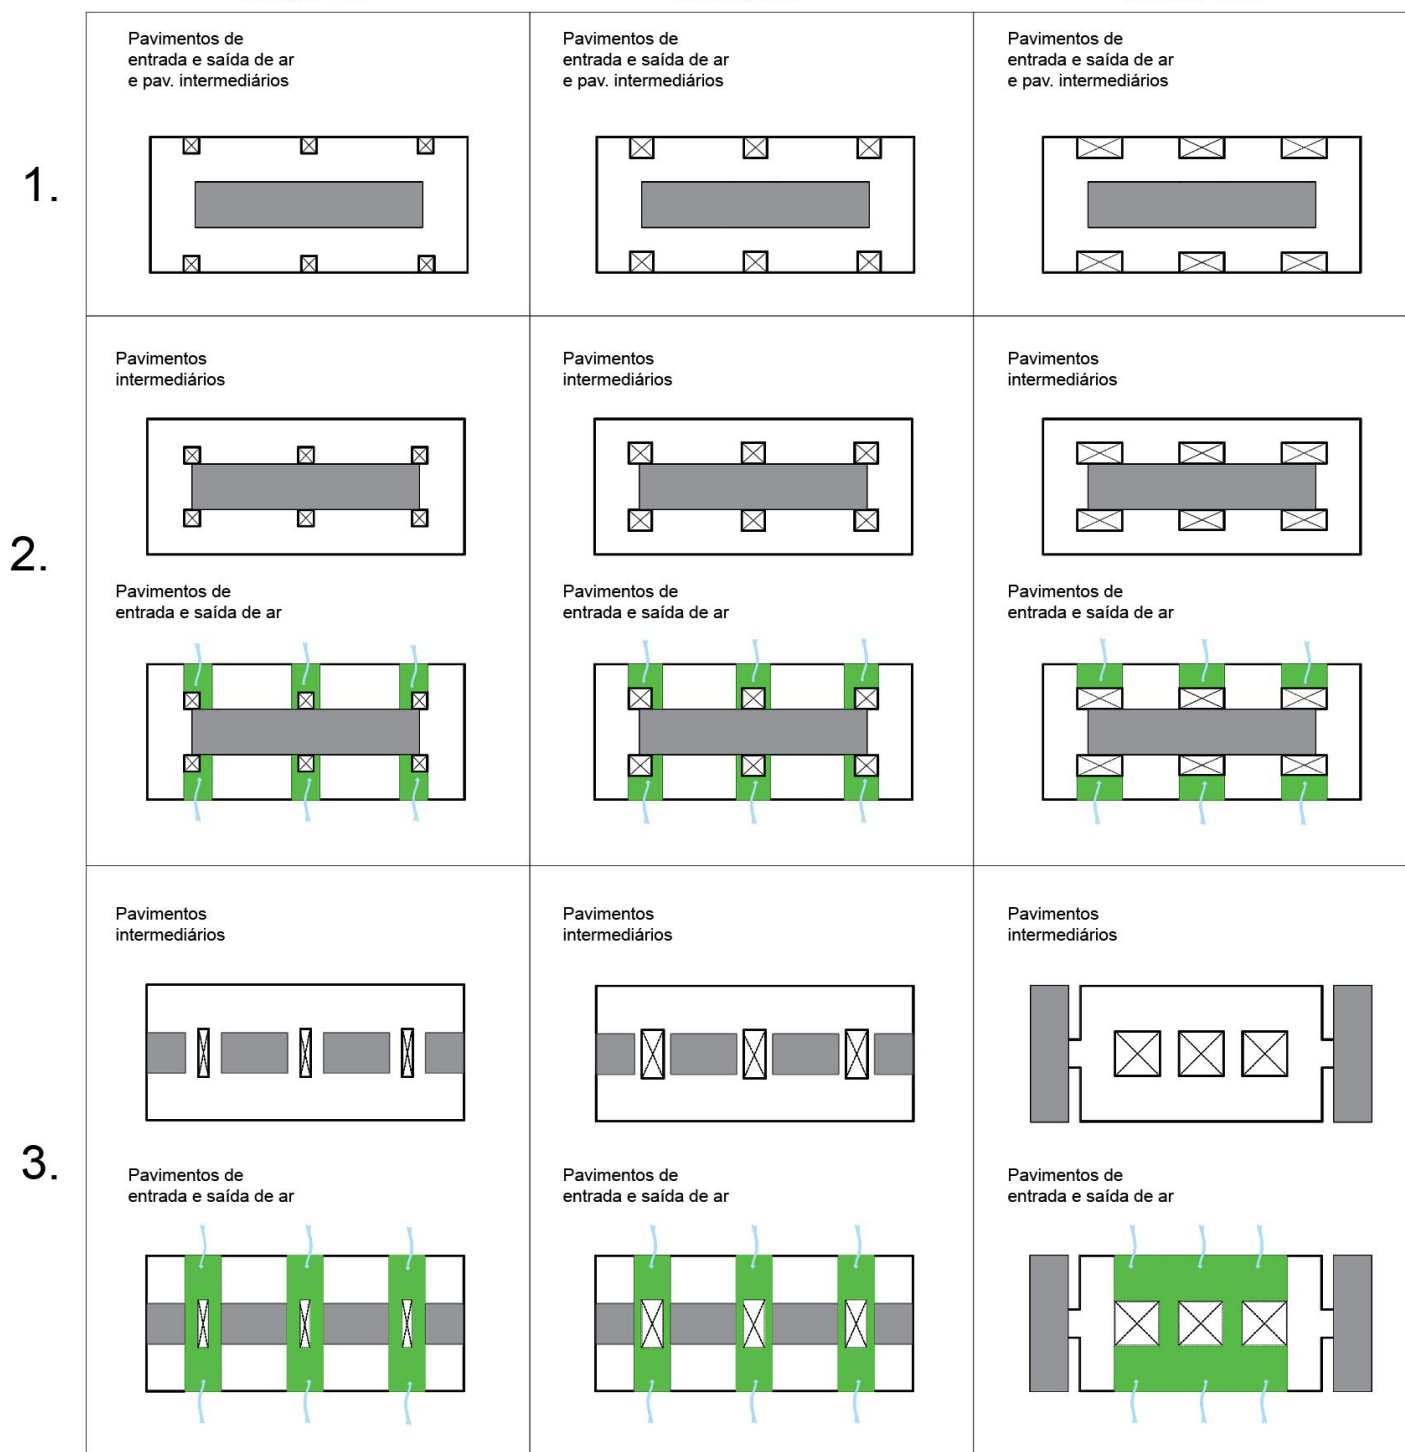 Pavimentos de
entrada e saída de ar
e pav. intermediários
Pavimentos de
entrada e saída de ar
e pav. intermediários
Pavimentos de
entrada e saída de ar
e pav. intermediários
1.
Pavimentos
intermediários
Pavimentos
intermediários
Pavimentos
intermediários
2.
Pavimentos de
entrada e saída de ar
Pavimentos de
entrada e saída de ar
Pavimentos de
entrada e saída de ar
Pavimentos
intermediários
Pavimentos
intermediários
Pavimentos
intermediários
3.
Pavimentos de
entrada e saída de ar
Pavimentos de
entrada e saída de ar
Pavimentos de
entrada e saída de ar